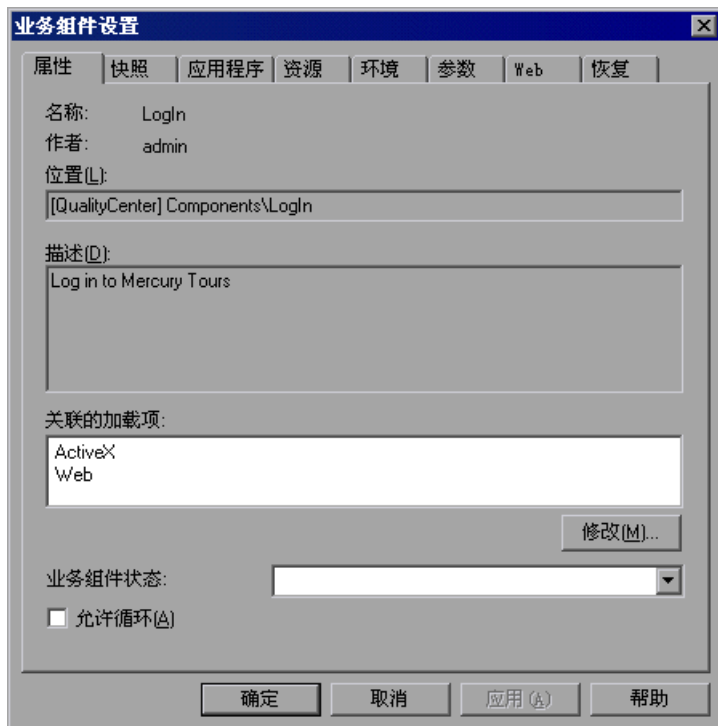 业务组件设置
属性 快照 应用程序 资源 环境 参数 Web 恢复
名称: LogIn
作者: admin
位置(L):
[QualityCenter] Components\LogIn
描述(D):
Log in to Mercury Tours
关联的加载项:
ActiveX
Web
修改(M)...
业务组件状态:
允许循环(A)
确定 取消 应用(A) 帮助